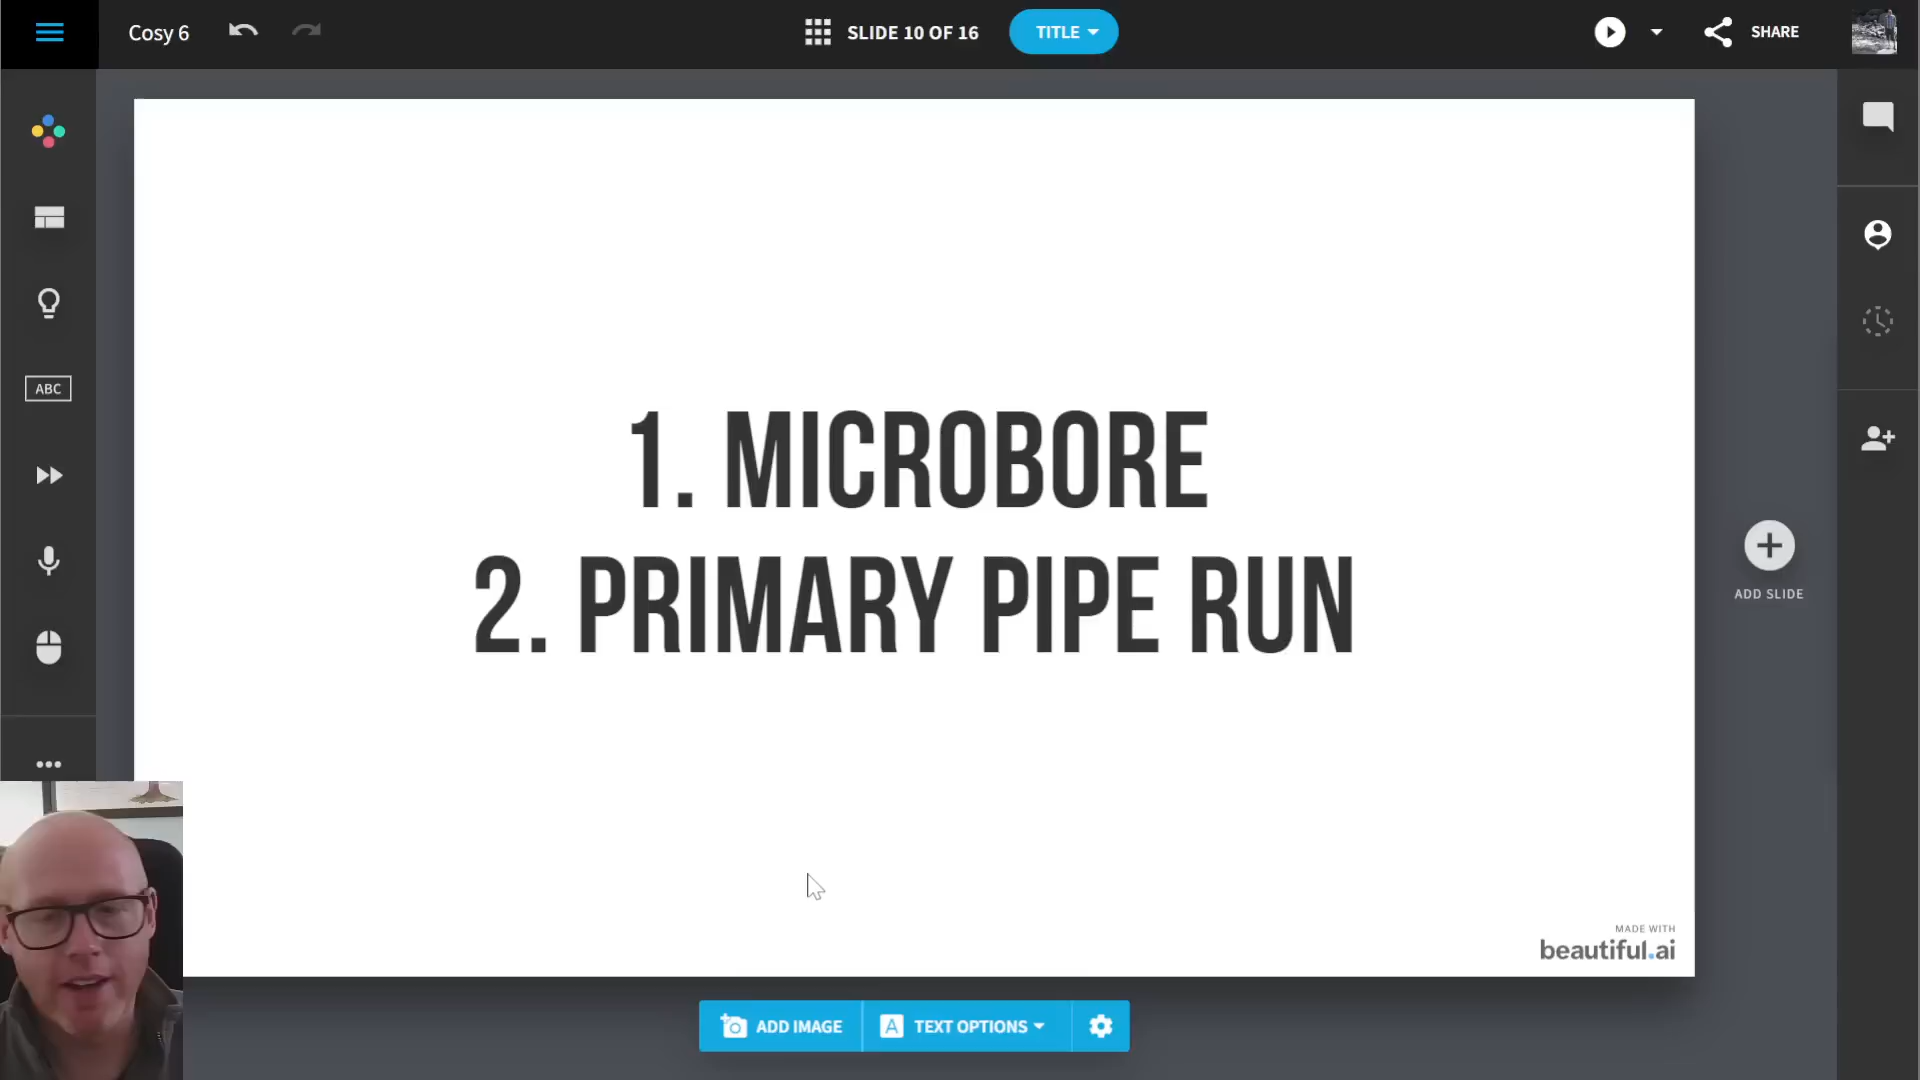 Cosy 6
SLIDE 10 OF 16
TITLE
SHARE
ABC
1. MICROBORE
2. PRIMARY PIPE RUN
ADD SLIDE
MADE WITH
beautiful.ai
ADD IMAGE
A TEXT OPTIONS